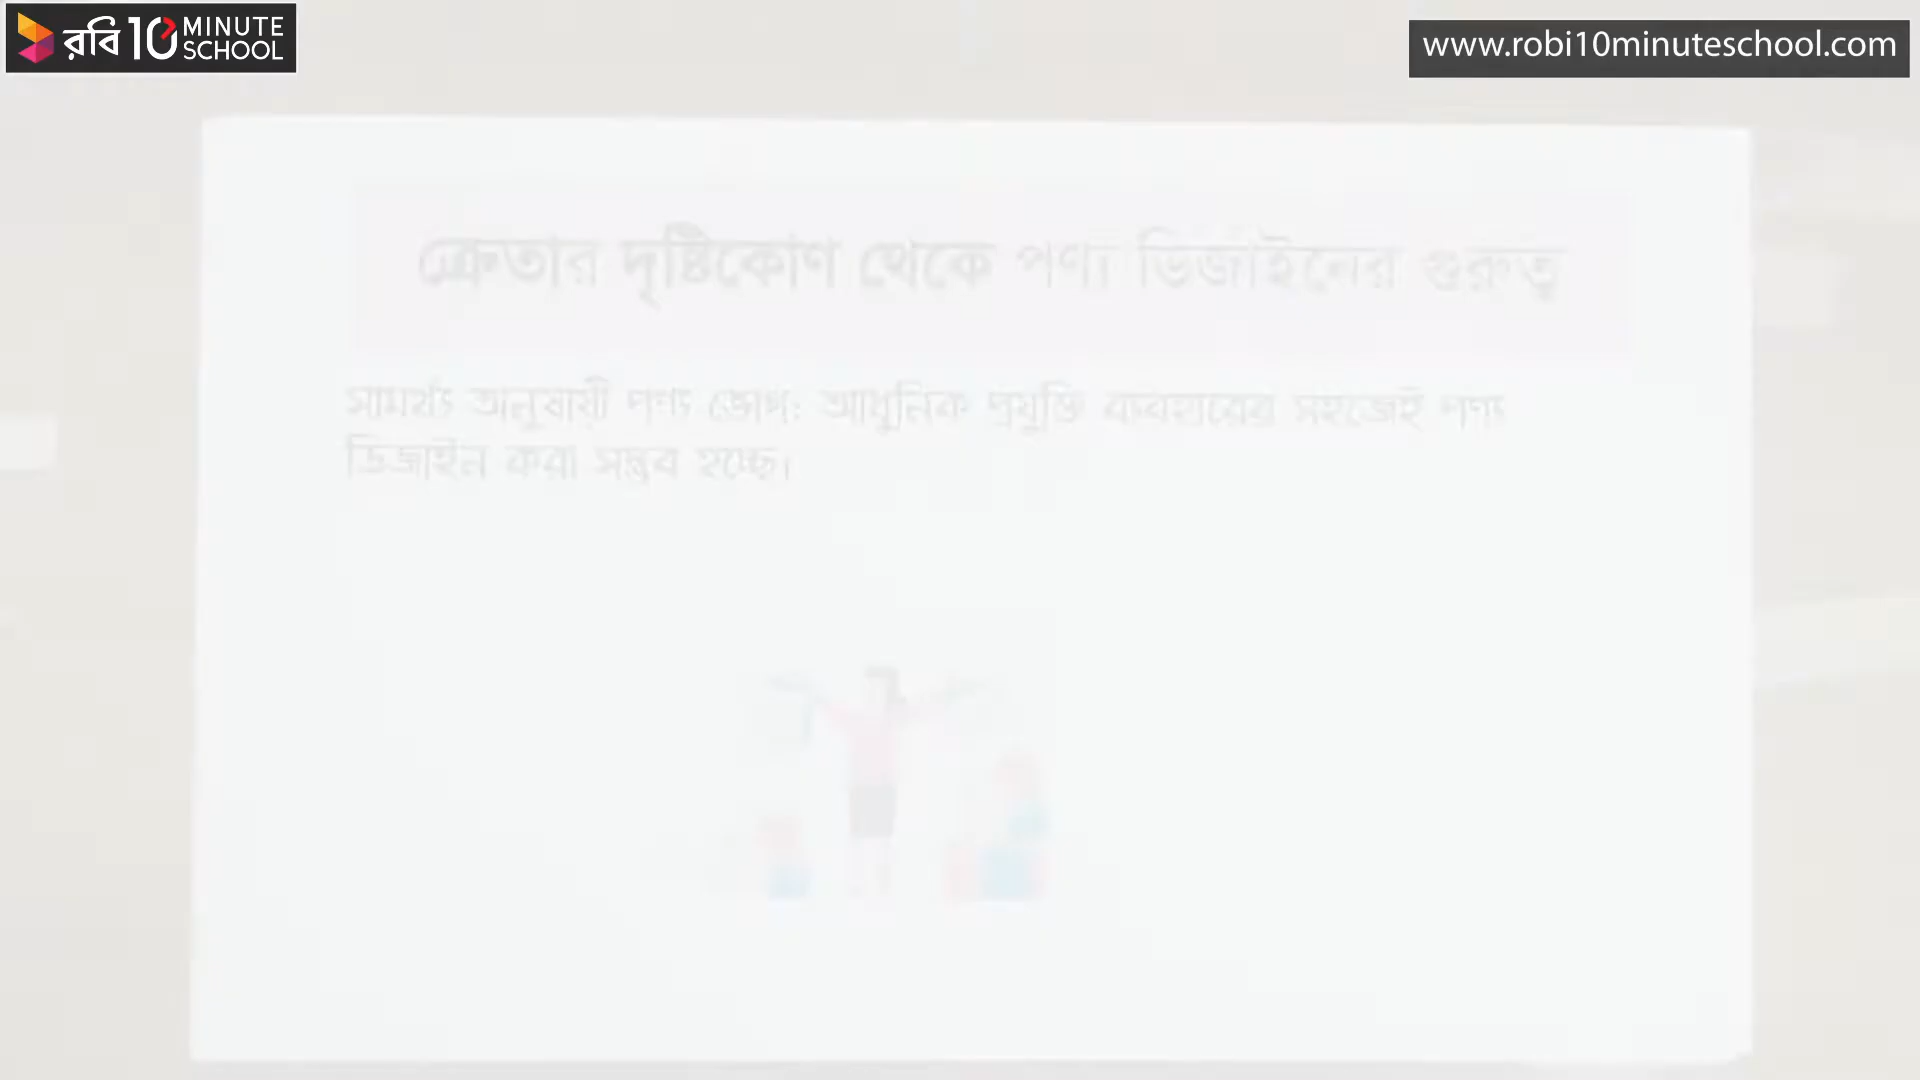 রবি 10 MINUTE SCHOOL
www.robi10minuteschool.com
ক্রেতার দৃষ্টিকোণ থেকে পণ্য ডিজাইনের গুরুত্ব
সামর্থ্য অনুযায়ী পণ্য ভোগ: আধুনিক প্রযুক্তি ব্যবহারের সহজেই পণ্য
ডিজাইন করা সম্ভব হচ্ছে।